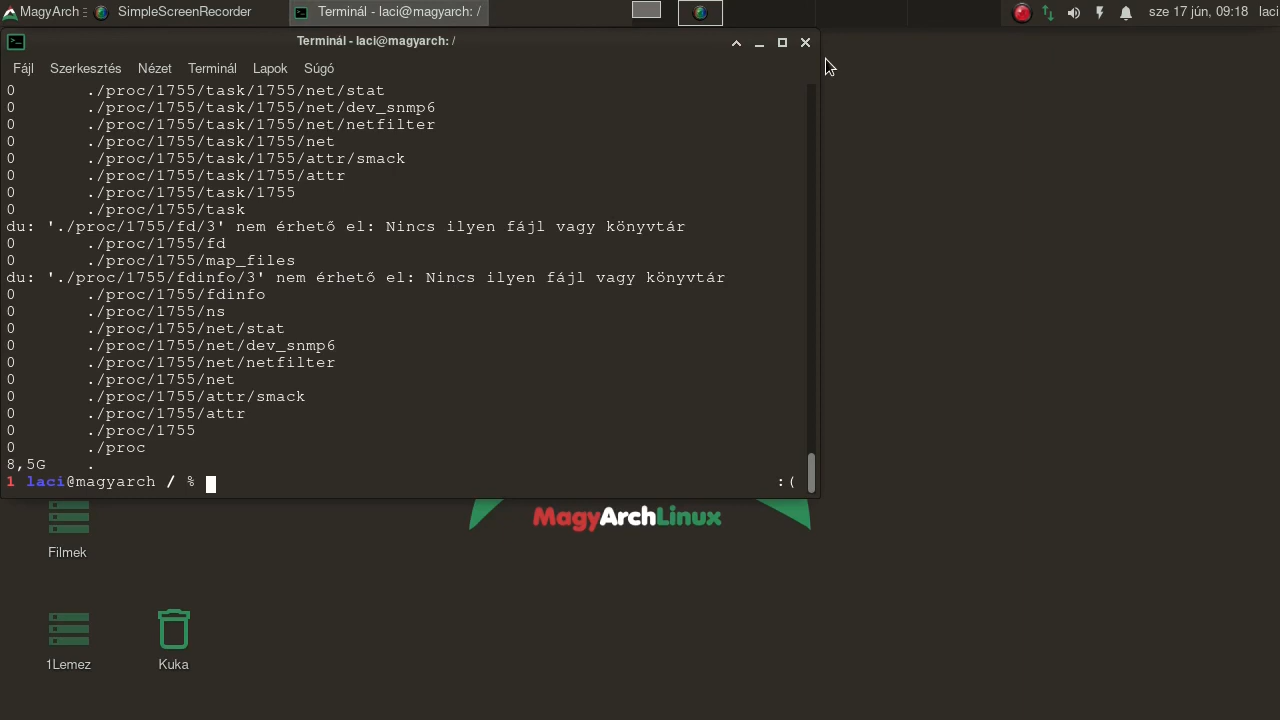 MagyArch
SimpleScreenRecorder
Terminál - laci@magyarch: /
sze 17 jún, 09:18
laci
Terminál - laci@magyarch: /
Fájl Szerkesztés Nézet Terminál Lapok Súgó
0 ./proc/1755/task/1755/net/stat
0 ./proc/1755/task/1755/net/dev_snmp6
0 ./proc/1755/task/1755/net/netfilter
0 ./proc/1755/task/1755/net
0 ./proc/1755/task/1755/attr/smack
0 ./proc/1755/task/1755/attr
0 ./proc/1755/task/1755
0 ./proc/1755/task
du: './proc/1755/fd/3' nem érhető el: Nincs ilyen fájl vagy könyvtár
0 ./proc/1755/fd
0 ./proc/1755/map_files
du: './proc/1755/fdinfo/3' nem érhető el: Nincs ilyen fájl vagy könyvtár
0 ./proc/1755/fdinfo
0 ./proc/1755/ns
0 ./proc/1755/net/stat
0 ./proc/1755/net/dev_snmp6
0 ./proc/1755/net/netfilter
0 ./proc/1755/net
0 ./proc/1755/attr/smack
0 ./proc/1755/attr
0 ./proc/1755
0 ./proc
8,5G .
1 laci@magyarch / % :(
MagyArchLinux
Filmek
1Lemez
Kuka